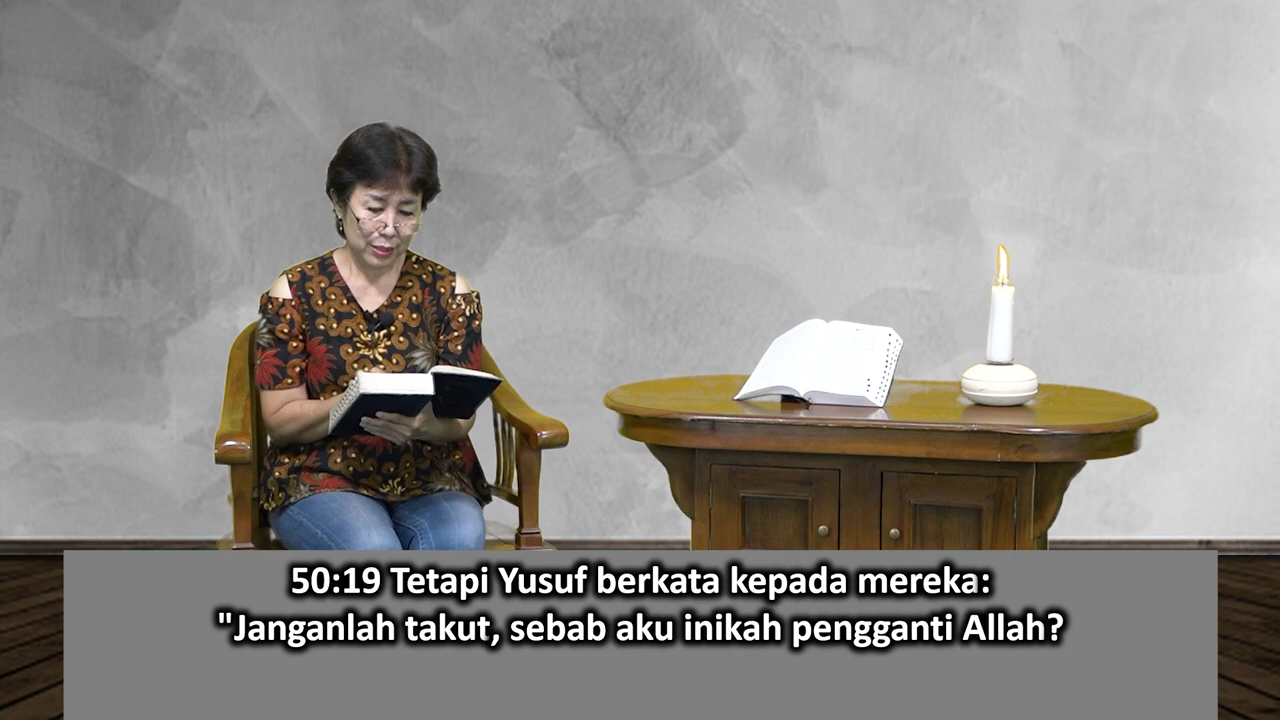 50:19 Tetapi Yusuf berkata kepada mereka:
"Janganlah takut, sebab aku inikah pengganti Allah?